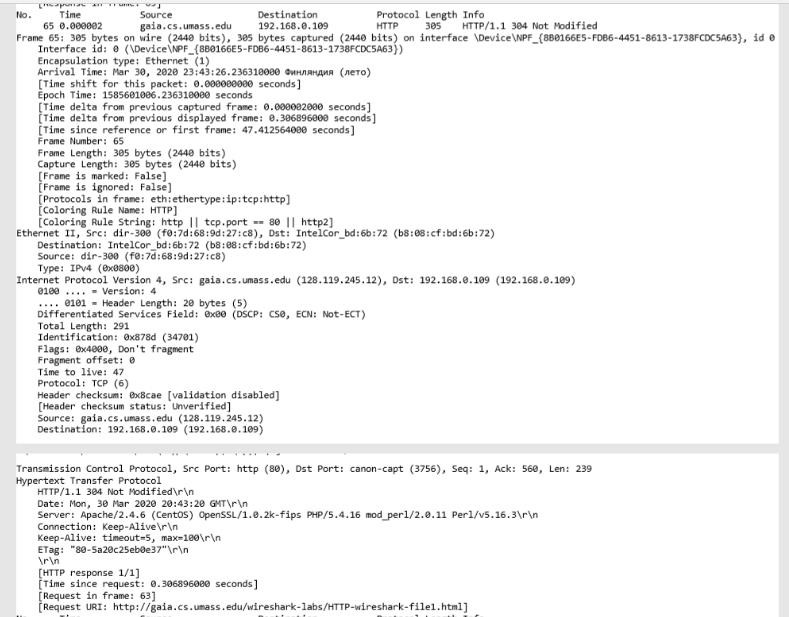 [Response in frame: 65]
No. Time Source Destination Protocol Length Info
65 0.000002 gaia.cs.umass.edu 192.168.0.109 HTTP 305 HTTP/1.1 304 Not Modified
Frame 65: 305 bytes on wire (2440 bits), 305 bytes captured (2440 bits) on interface \Device\NPF_{8B0166E5-FDB6-4451-8613-1738FCDC5A63}, id 0
Interface id: 0 (\Device\NPF_{8B0166E5-FDB6-4451-8613-1738FCDC5A63})
Encapsulation type: Ethernet (1)
Arrival Time: Mar 30, 2020 23:43:26.236310000 Финляндия (лето)
[Time shift for this packet: 0.000000000 seconds]
Epoch Time: 1585601006.236310000 seconds
[Time delta from previous captured frame: 0.000002000 seconds]
[Time delta from previous displayed frame: 0.306896000 seconds]
[Time since reference or first frame: 47.412564000 seconds]
Frame Number: 65
Frame Length: 305 bytes (2440 bits)
Capture Length: 305 bytes (2440 bits)
[Frame is marked: False]
[Frame is ignored: False]
[Protocols in frame: eth:ethertype:ip:tcp:http]
[Coloring Rule Name: HTTP]
[Coloring Rule String: http || tcp.port == 80 || http2]
Ethernet II, Src: dir-300 (f0:7d:68:9d:27:c8), Dst: IntelCor_bd:6b:72 (b8:08:cf:bd:6b:72)
Destination: IntelCor_bd:6b:72 (b8:08:cf:bd:6b:72)
Source: dir-300 (f0:7d:68:9d:27:c8)
Type: IPv4 (0x0800)
Internet Protocol Version 4, Src: gaia.cs.umass.edu (128.119.245.12), Dst: 192.168.0.109 (192.168.0.109)
0100 .... = Version: 4
.... 0101 = Header Length: 20 bytes (5)
Differentiated Services Field: 0x00 (DSCP: CS0, ECN: Not-ECT)
Total Length: 291
Identification: 0x878d (34701)
Flags: 0x4000, Don't fragment
Fragment offset: 0
Time to live: 47
Protocol: TCP (6)
Header checksum: 0x8cae [validation disabled]
[Header checksum status: Unverified]
Source: gaia.cs.umass.edu (128.119.245.12)
Destination: 192.168.0.109 (192.168.0.109)
Transmission Control Protocol, Src Port: http (80), Dst Port: canon-capt (3756), Seq: 1, Ack: 560, Len: 239
Hypertext Transfer Protocol
HTTP/1.1 304 Not Modified\r\n
Date: Mon, 30 Mar 2020 20:43:20 GMT\r\n
Server: Apache/2.4.6 (CentOS) OpenSSL/1.0.2k-fips PHP/5.4.16 mod_perl/2.0.11 Perl/v5.16.3\r\n
Connection: Keep-Alive\r\n
Keep-Alive: timeout=5, max=100\r\n
ETag: "80-5a20c25eb0e37"\r\n
\r\n
[HTTP response 1/1]
[Time since request: 0.306896000 seconds]
[Request in frame: 63]
[Request URI: http://gaia.cs.umass.edu/wireshark-labs/HTTP-wireshark-file1.html]
No. Time Source Destination Protocol Length Info